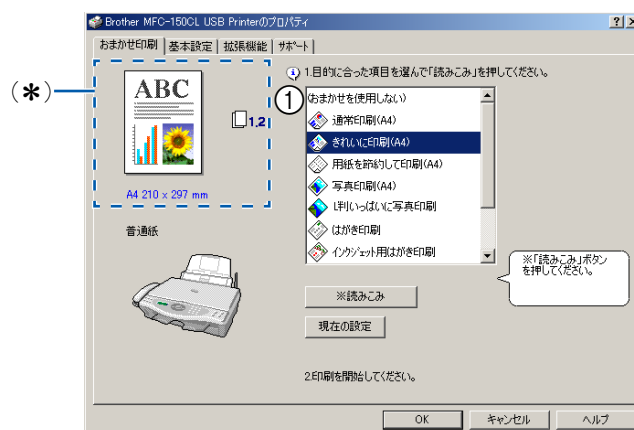 Brother MFC-150CL USB Printerのプロパティ
おまかせ印刷 基本設定 拡張機能 サポート
(*)
ABC
1,2
A4 210 x 297 mm
普通紙
1.目的に合った項目を選んで「読みこみ」を押してください。
①
(おまかせを使用しない)
通常印刷(A4)
きれいに印刷(A4)
用紙を節約して印刷(A4)
写真印刷(A4)
L判いっぱいに写真印刷
はがき印刷
インクジェット用はがき印刷
※「読みこみ」ボタン
を押してください。
※読みこみ
現在の設定
2.印刷を開始してください。
OK キャンセル ヘルプ